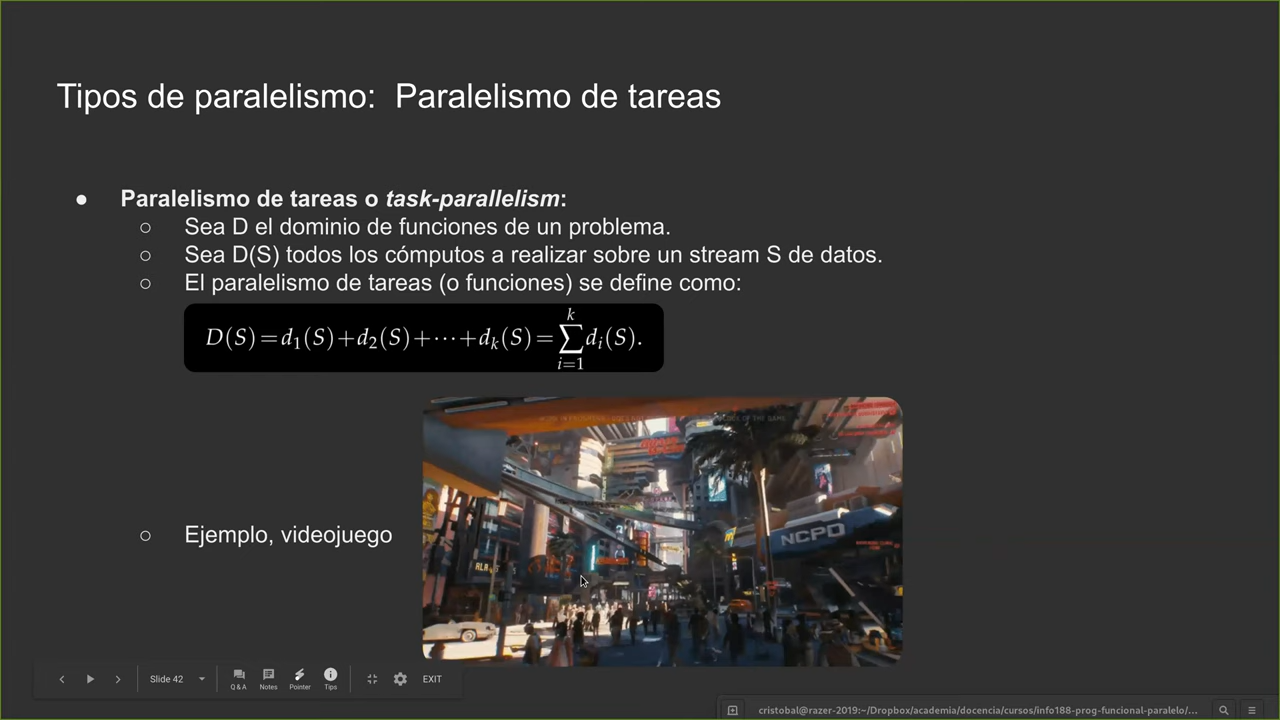 Tipos de paralelismo: Paralelismo de tareas
● Paralelismo de tareas o task-parallelism:
○ Sea D el dominio de funciones de un problema.
○ Sea D(S) todos los cómputos a realizar sobre un stream S de datos.
○ El paralelismo de tareas (o funciones) se define como:
D(S)=d₁(S)+d₂(S)+⋯+dₖ(S)=∑ᵢ₌₁ᵏ dᵢ(S).
NCPD
○ Ejemplo, videojuego
Slide 42
Q&A
Notes
Pointer
Tips
EXIT
cristobal@razer-2019:~/Dropbox/academia/docencia/cursos/info188-prog-funcional-paralelo/...